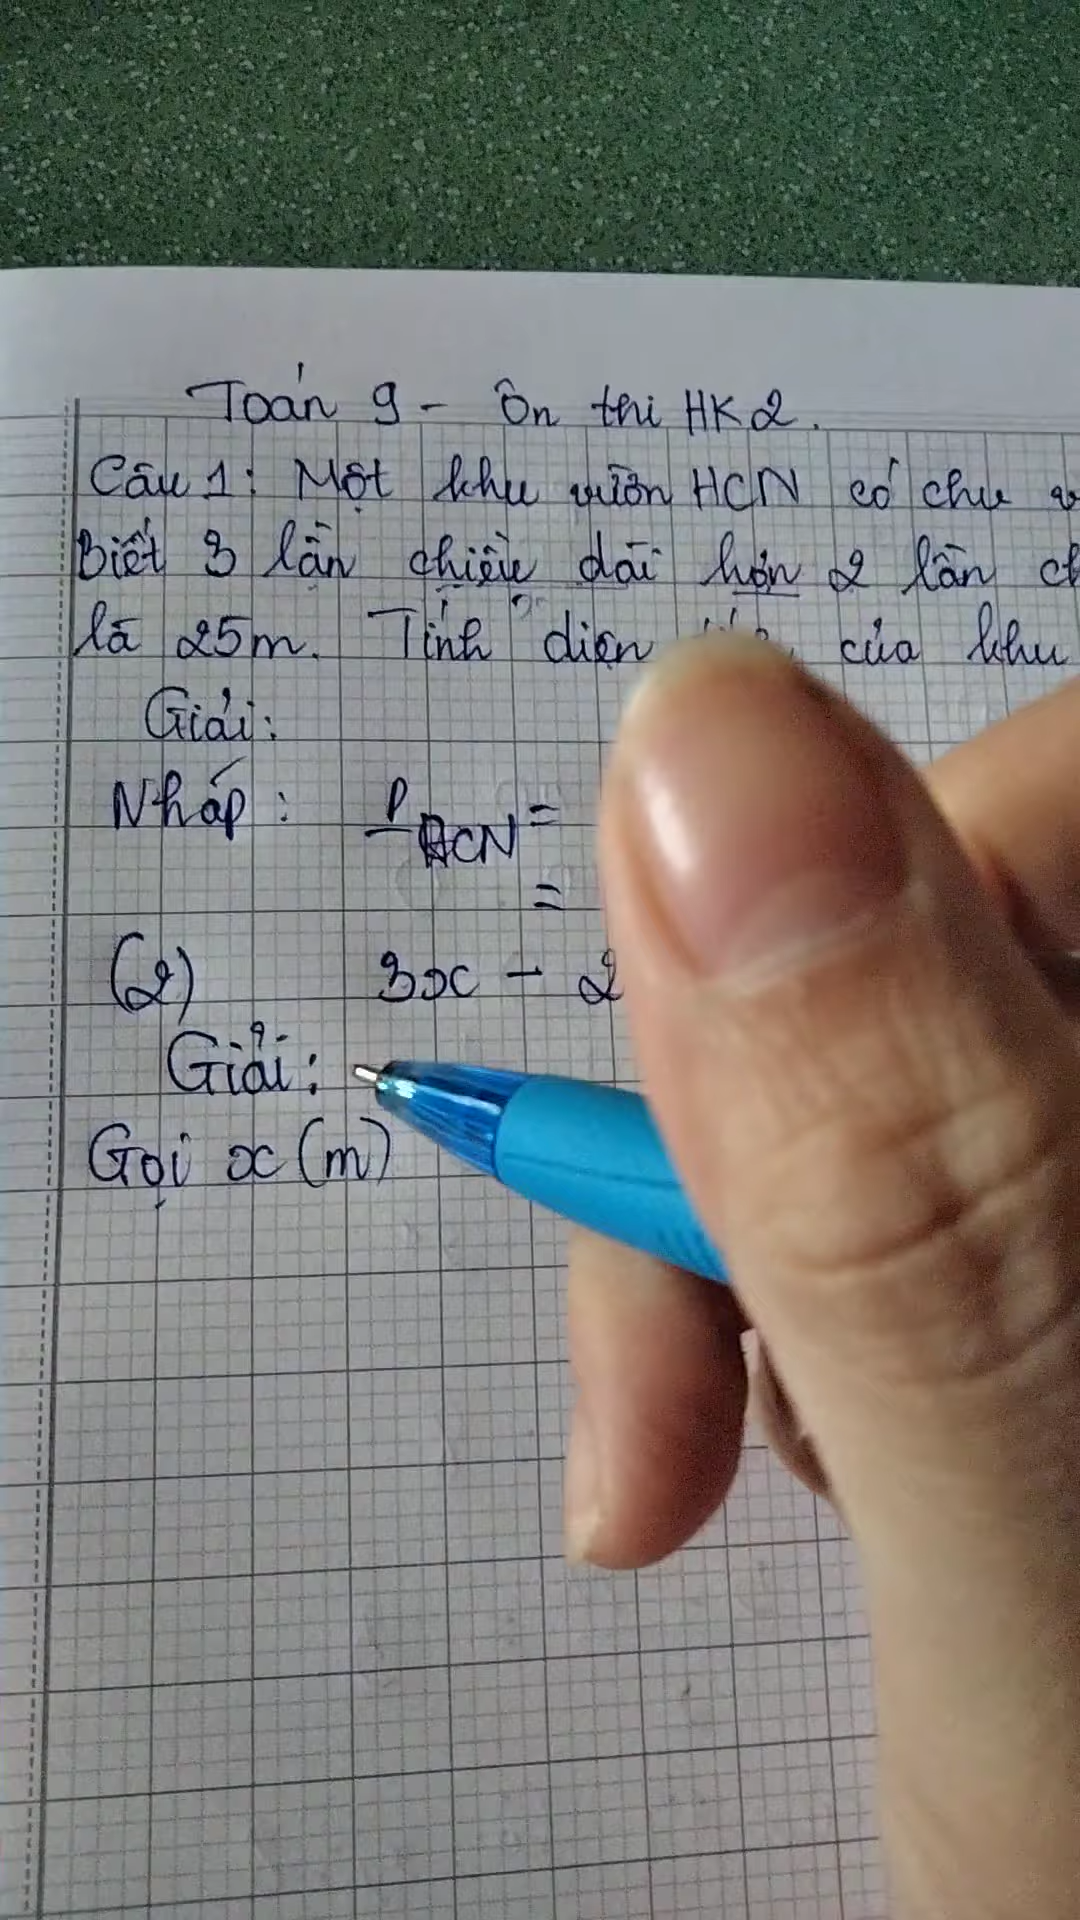 Toán 9 - Ôn thi HK2.
Câu 1: Một khu vườn HCN có chu
Biết 3 lần chiều dài hơn 2 lần
là 25m. Tính diện của khu
Giải:
Nháp: P HCN =
=
(2) 3x - 2
Giải:
Gọi x (m)